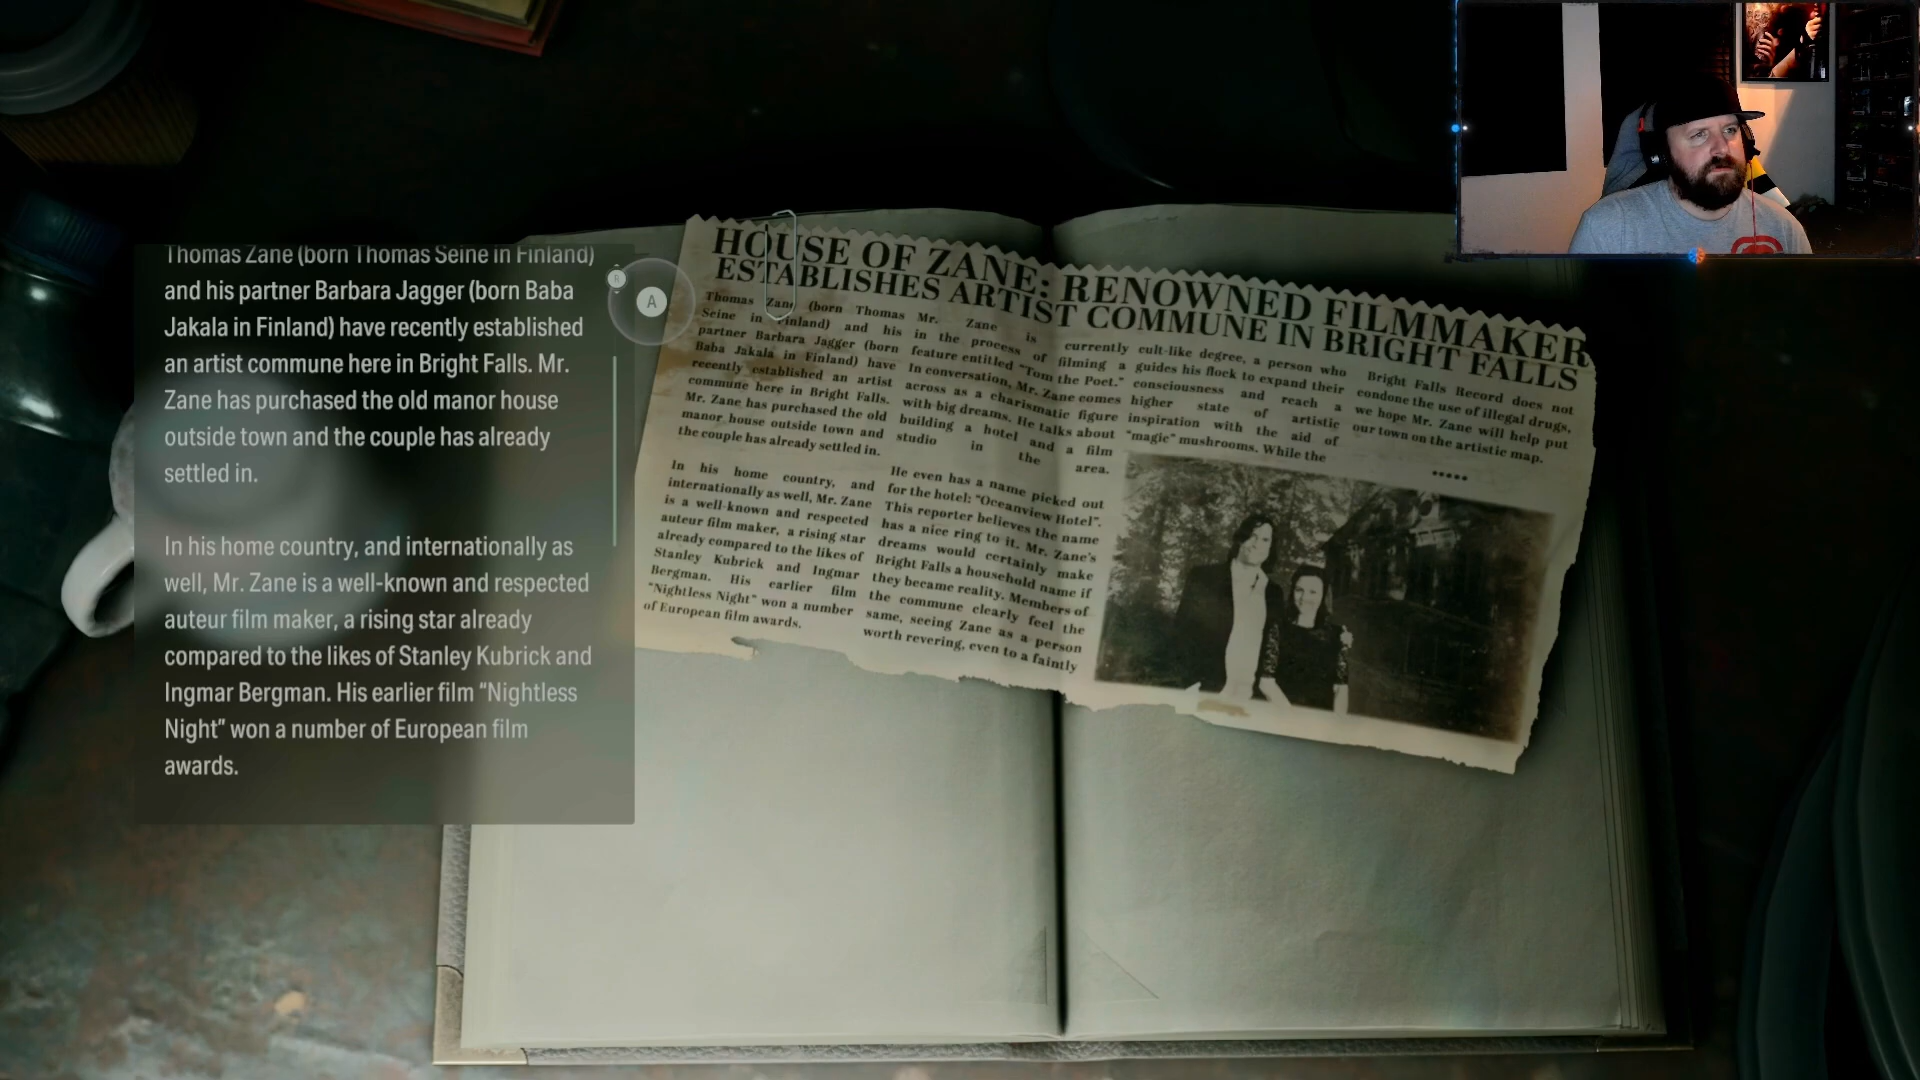 Thomas Zane (born Thomas Seine in Finland)
and his partner Barbara Jagger (born Baba
Jakala in Finland) have recently established
an artist commune here in Bright Falls. Mr.
Zane has purchased the old manor house
outside town and the couple has already
settled in.
In his home country, and internationally as
well, Mr. Zane is a well-known and respected
auteur film maker, a rising star already
compared to the likes of Stanley Kubrick and
Ingmar Bergman. His earlier film “Nightless
Night” won a number of European film
awards.
A
HOUSE OF ZANE: RENOWNED FILMMAKER
ESTABLISHES ARTIST COMMUNE IN BRIGHT FALLS
Thomas Zane (born Thomas
Seine in Finland) and his
partner Barbara Jagger (born
Baba Jakala in Finland) have
recently established an artist
commune here in Bright Falls.
Mr. Zane has purchased the old
manor house outside town and
the couple has already settled in.
In his home country, and
internationally as well, Mr. Zane
is a well-known and respected
auteur film maker, a rising star
already compared to the likes of
Stanley Kubrick and Ingmar
Bergman. His earlier film
“Nightless Night” won a number
of European film awards.
Mr. Zane is currently
in the process of filming a
feature entitled “Tom the Poet.”
In conversation, Mr. Zane comes
across as a charismatic figure
with big dreams. He talks about
building a hotel and a film
studio in the area.
He even has a name picked out
for the hotel: “Oceanview Hotel”.
This reporter believes the name
has a nice ring to it. Mr. Zane’s
dreams would certainly make
Bright Falls a household name if
they became reality. Members of
the commune clearly feel the
same, seeing Zane as a person
worth revering, even to a faintly
cult-like degree, a person who
guides his flock to expand their
consciousness and reach a
higher state of artistic
inspiration with the aid of
“magic” mushrooms. While the
Bright Falls Record does not
condone the use of illegal drugs,
we hope Mr. Zane will help put
our town on the artistic map.
•••••